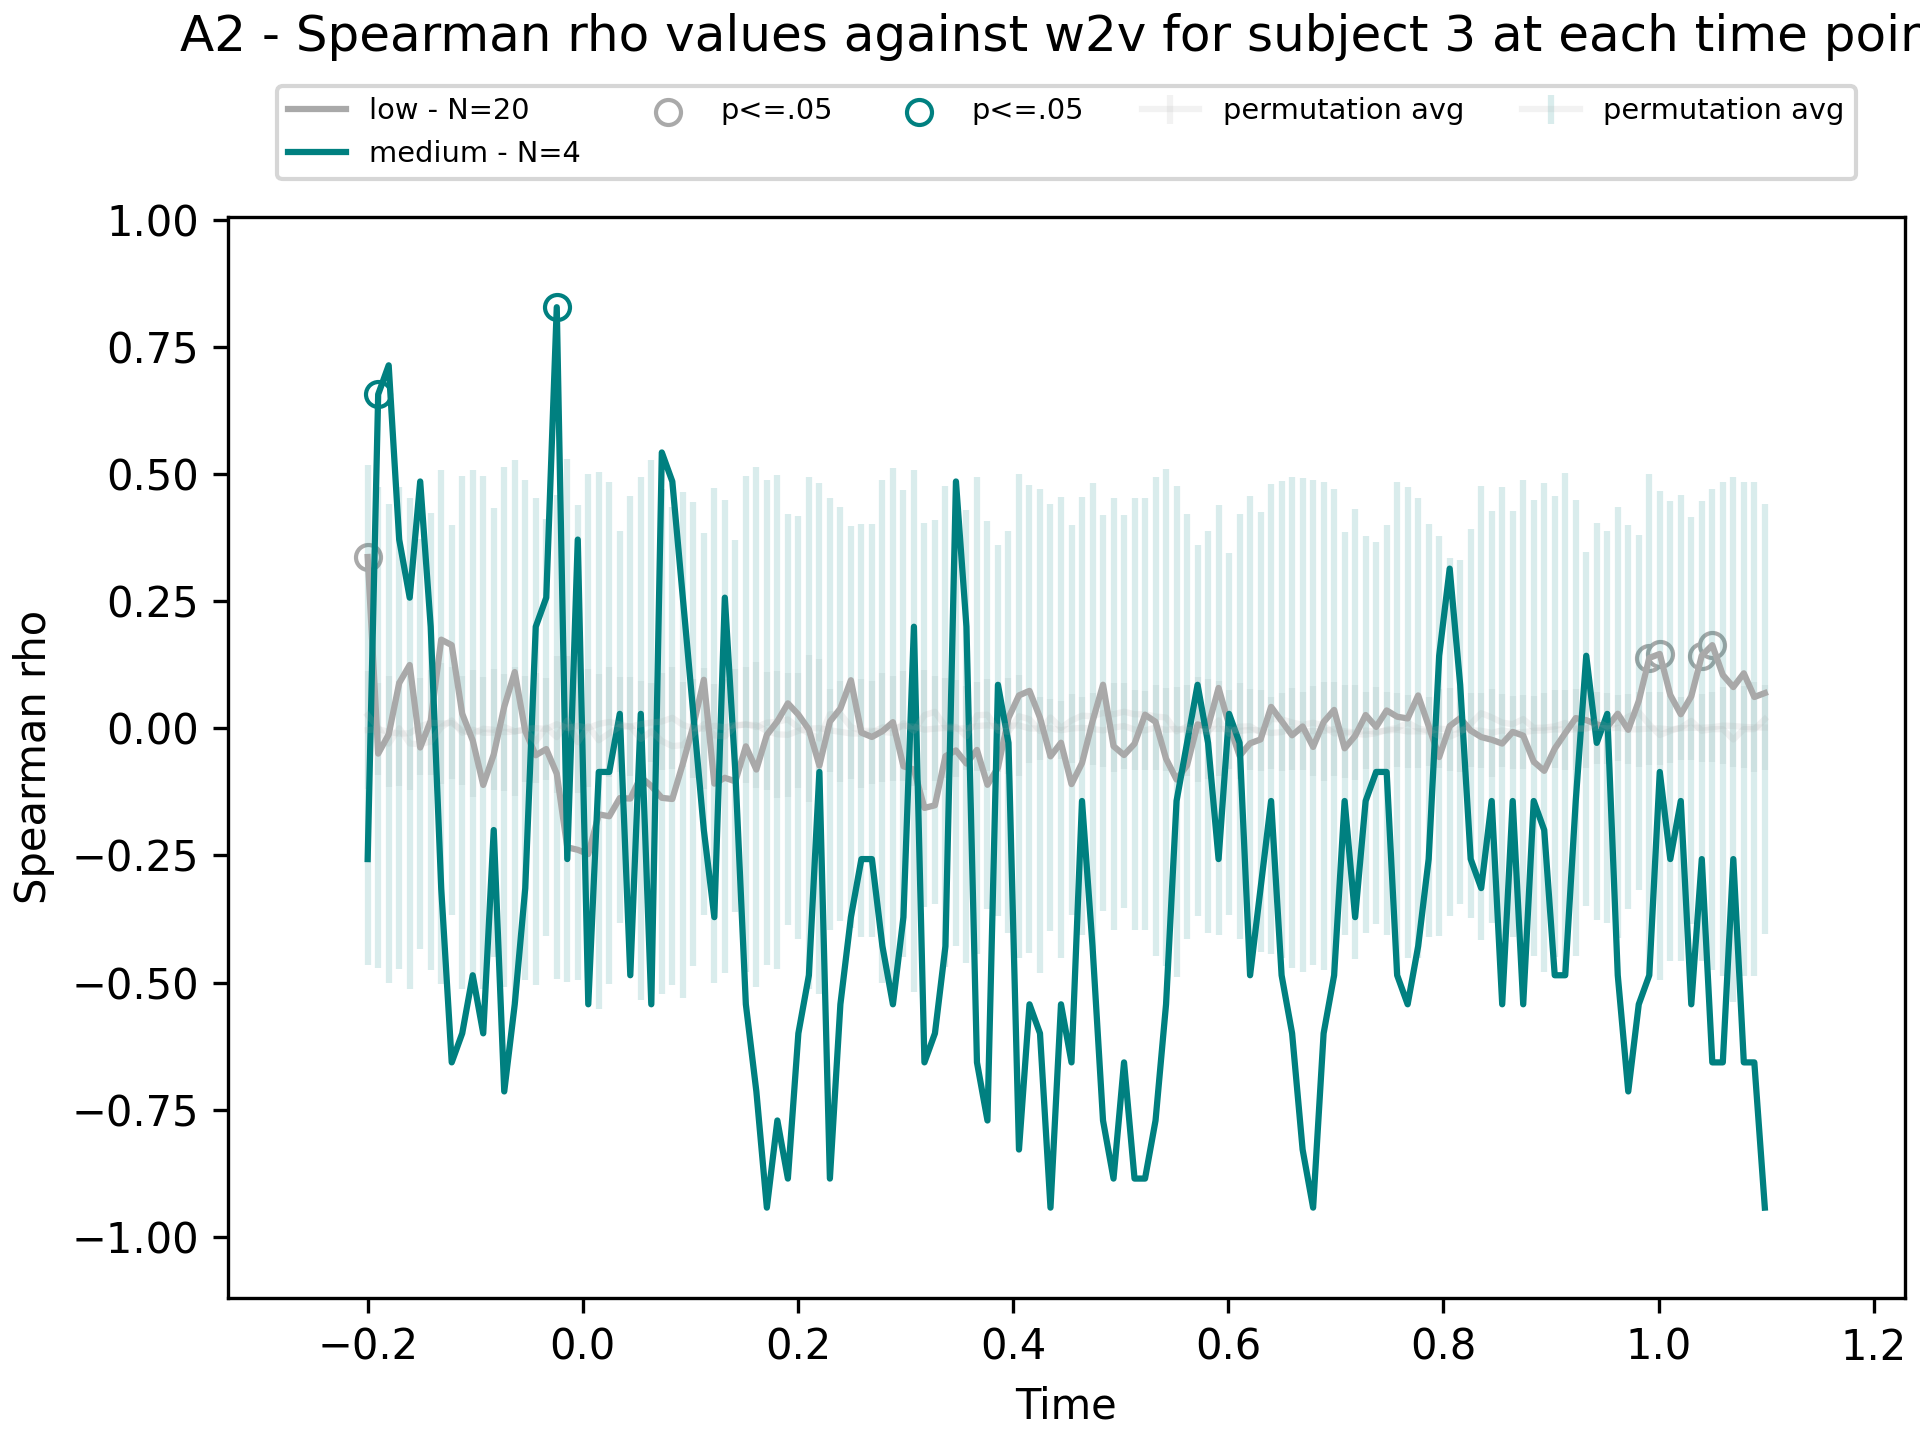 A2 - Spearman rho values against w2v for subject 3 at each time poin
low - N=20
medium - N=4
p<=.05
p<=.05
permutation avg
permutation avg
1.00
0.75
0.50
0.25
0.00
−0.25
−0.50
−0.75
−1.00
Spearman rho
−0.2 0.0 0.2 0.4 0.6 0.8 1.0 1.2
Time